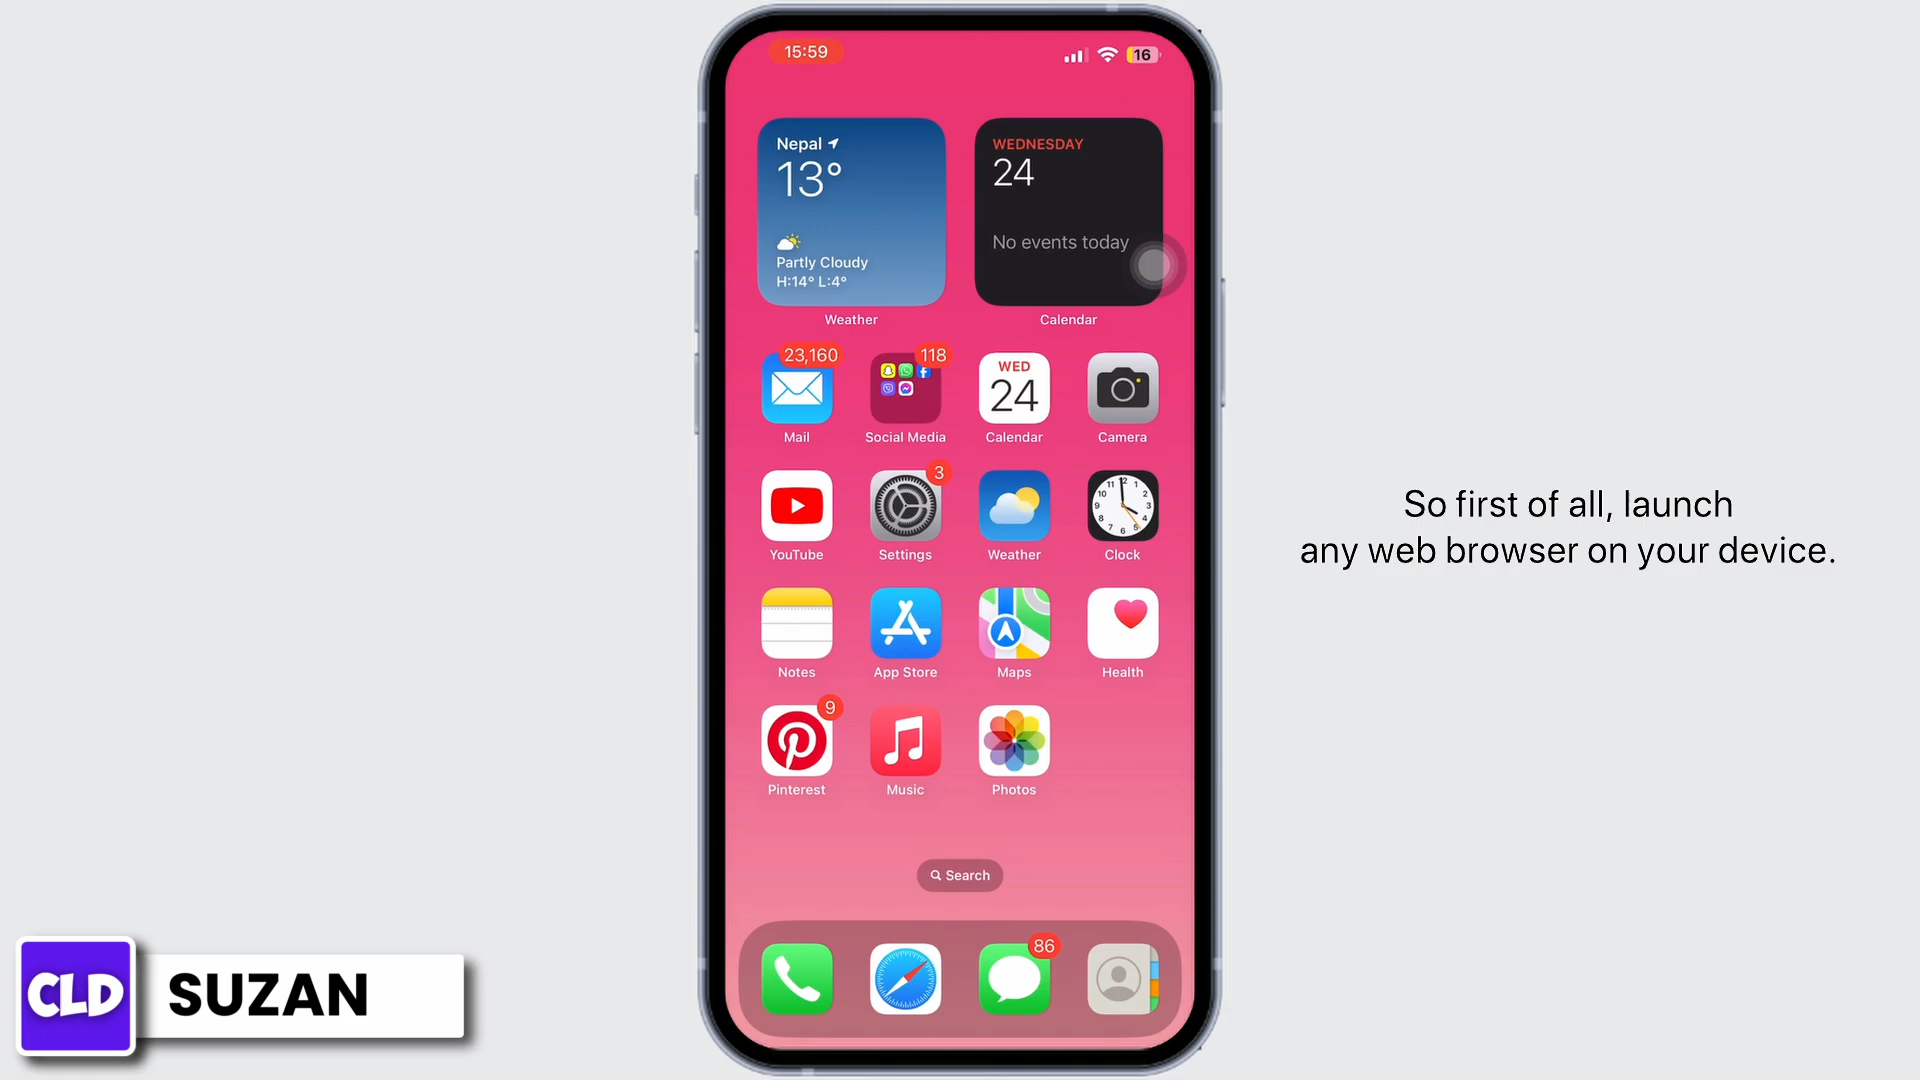 15:59
16
Nepal
13°
Partly Cloudy
H:14° L:4°
Weather
WEDNESDAY
24
No events today
Calendar
23,160
118
WED
24
Mail
Social Media
Calendar
Camera
3
YouTube
Settings
Weather
Clock
Notes
App Store
Maps
Health
9
Pinterest
Music
Photos
Search
86
So first of all, launch
any web browser on your device.
CLD
SUZAN